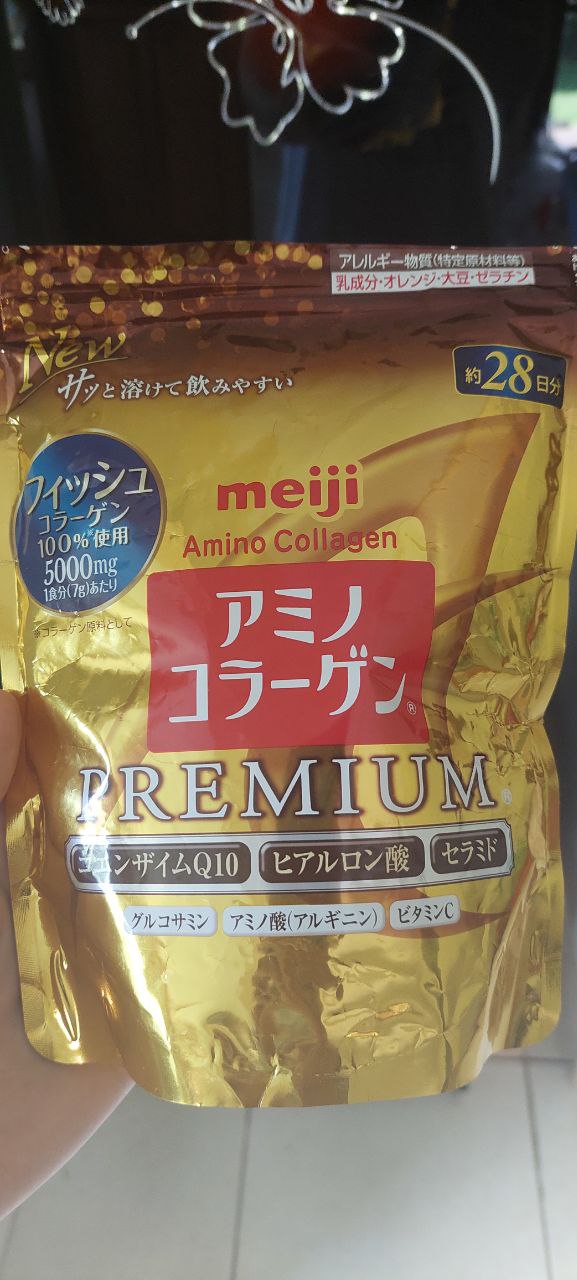 アレルギー物質(特定原材料等)
乳成分・オレンジ・大豆・ゼラチン
New
サッと溶けて飲みやすい
約28日分
フィッシュ
コラーゲン
100%※使用
5000mg
1食分(7g)あたり
※コラーゲン原料として
meiji
Amino Collagen
アミノ
コラーゲン®
PREMIUM®
コエンザイムQ10 ヒアルロン酸 セラミド
グルコサミン アミノ酸(アルギニン) ビタミンC